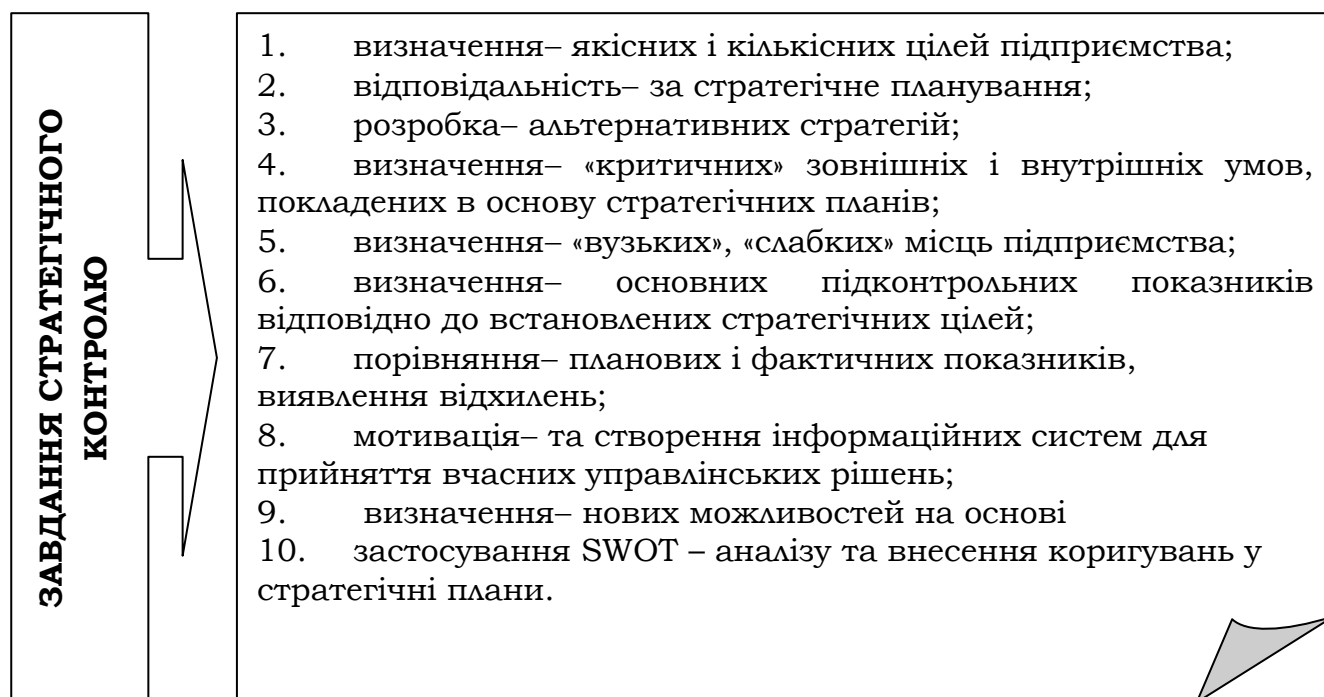 ЗАВДАННЯ СТРАТЕГІЧНОГО
КОНТРОЛЮ
1. визначення– якісних і кількісних цілей підприємства;
2. відповідальність– за стратегічне планування;
3. розробка– альтернативних стратегій;
4. визначення– «критичних» зовнішніх і внутрішніх умов,
покладених в основу стратегічних планів;
5. визначення– «вузьких», «слабких» місць підприємства;
6. визначення– основних підконтрольних показників
відповідно до встановлених стратегічних цілей;
7. порівняння– планових і фактичних показників,
виявлення відхилень;
8. мотивація– та створення інформаційних систем для
прийняття вчасних управлінських рішень;
9. визначення– нових можливостей на основі
10. застосування SWOT – аналізу та внесення коригувань у
стратегічні плани.